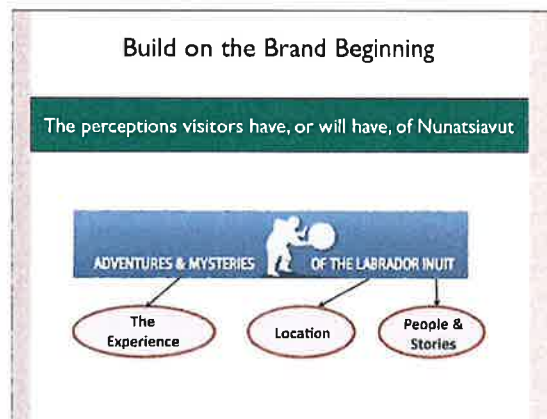 Build on the Brand Beginning
The perceptions visitors have, or will have, of Nunatsiavut
ADVENTURES & MYSTERIES OF THE LABRADOR INUIT
The
Experience
Location
People &
Stories